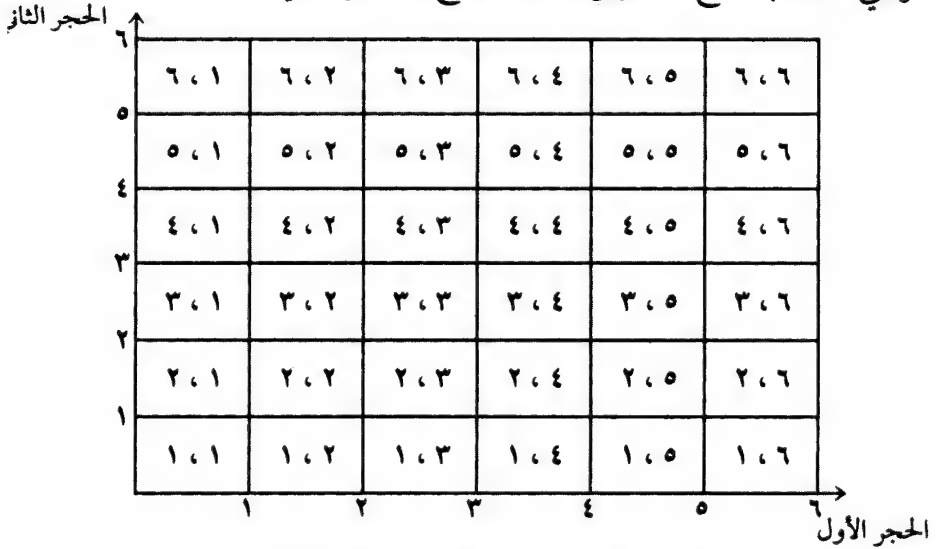 الحجر الثاني
٦
٦ ، ٦ ٥ ، ٦ ٤ ، ٦ ٣ ، ٦ ٢ ، ٦ ١ ، ٦
٥
٦ ، ٥ ٥ ، ٥ ٤ ، ٥ ٣ ، ٥ ٢ ، ٥ ١ ، ٥
٤
٦ ، ٤ ٥ ، ٤ ٤ ، ٤ ٣ ، ٤ ٢ ، ٤ ١ ، ٤
٣
٦ ، ٣ ٥ ، ٣ ٤ ، ٣ ٣ ، ٣ ٢ ، ٣ ١ ، ٣
٢
٦ ، ٢ ٥ ، ٢ ٤ ، ٢ ٣ ، ٢ ٢ ، ٢ ١ ، ٢
١
٦ ، ١ ٥ ، ١ ٤ ، ١ ٣ ، ١ ٢ ، ١ ١ ، ١
٦ ٥ ٤ ٣ ٢ ١
الحجر الأول